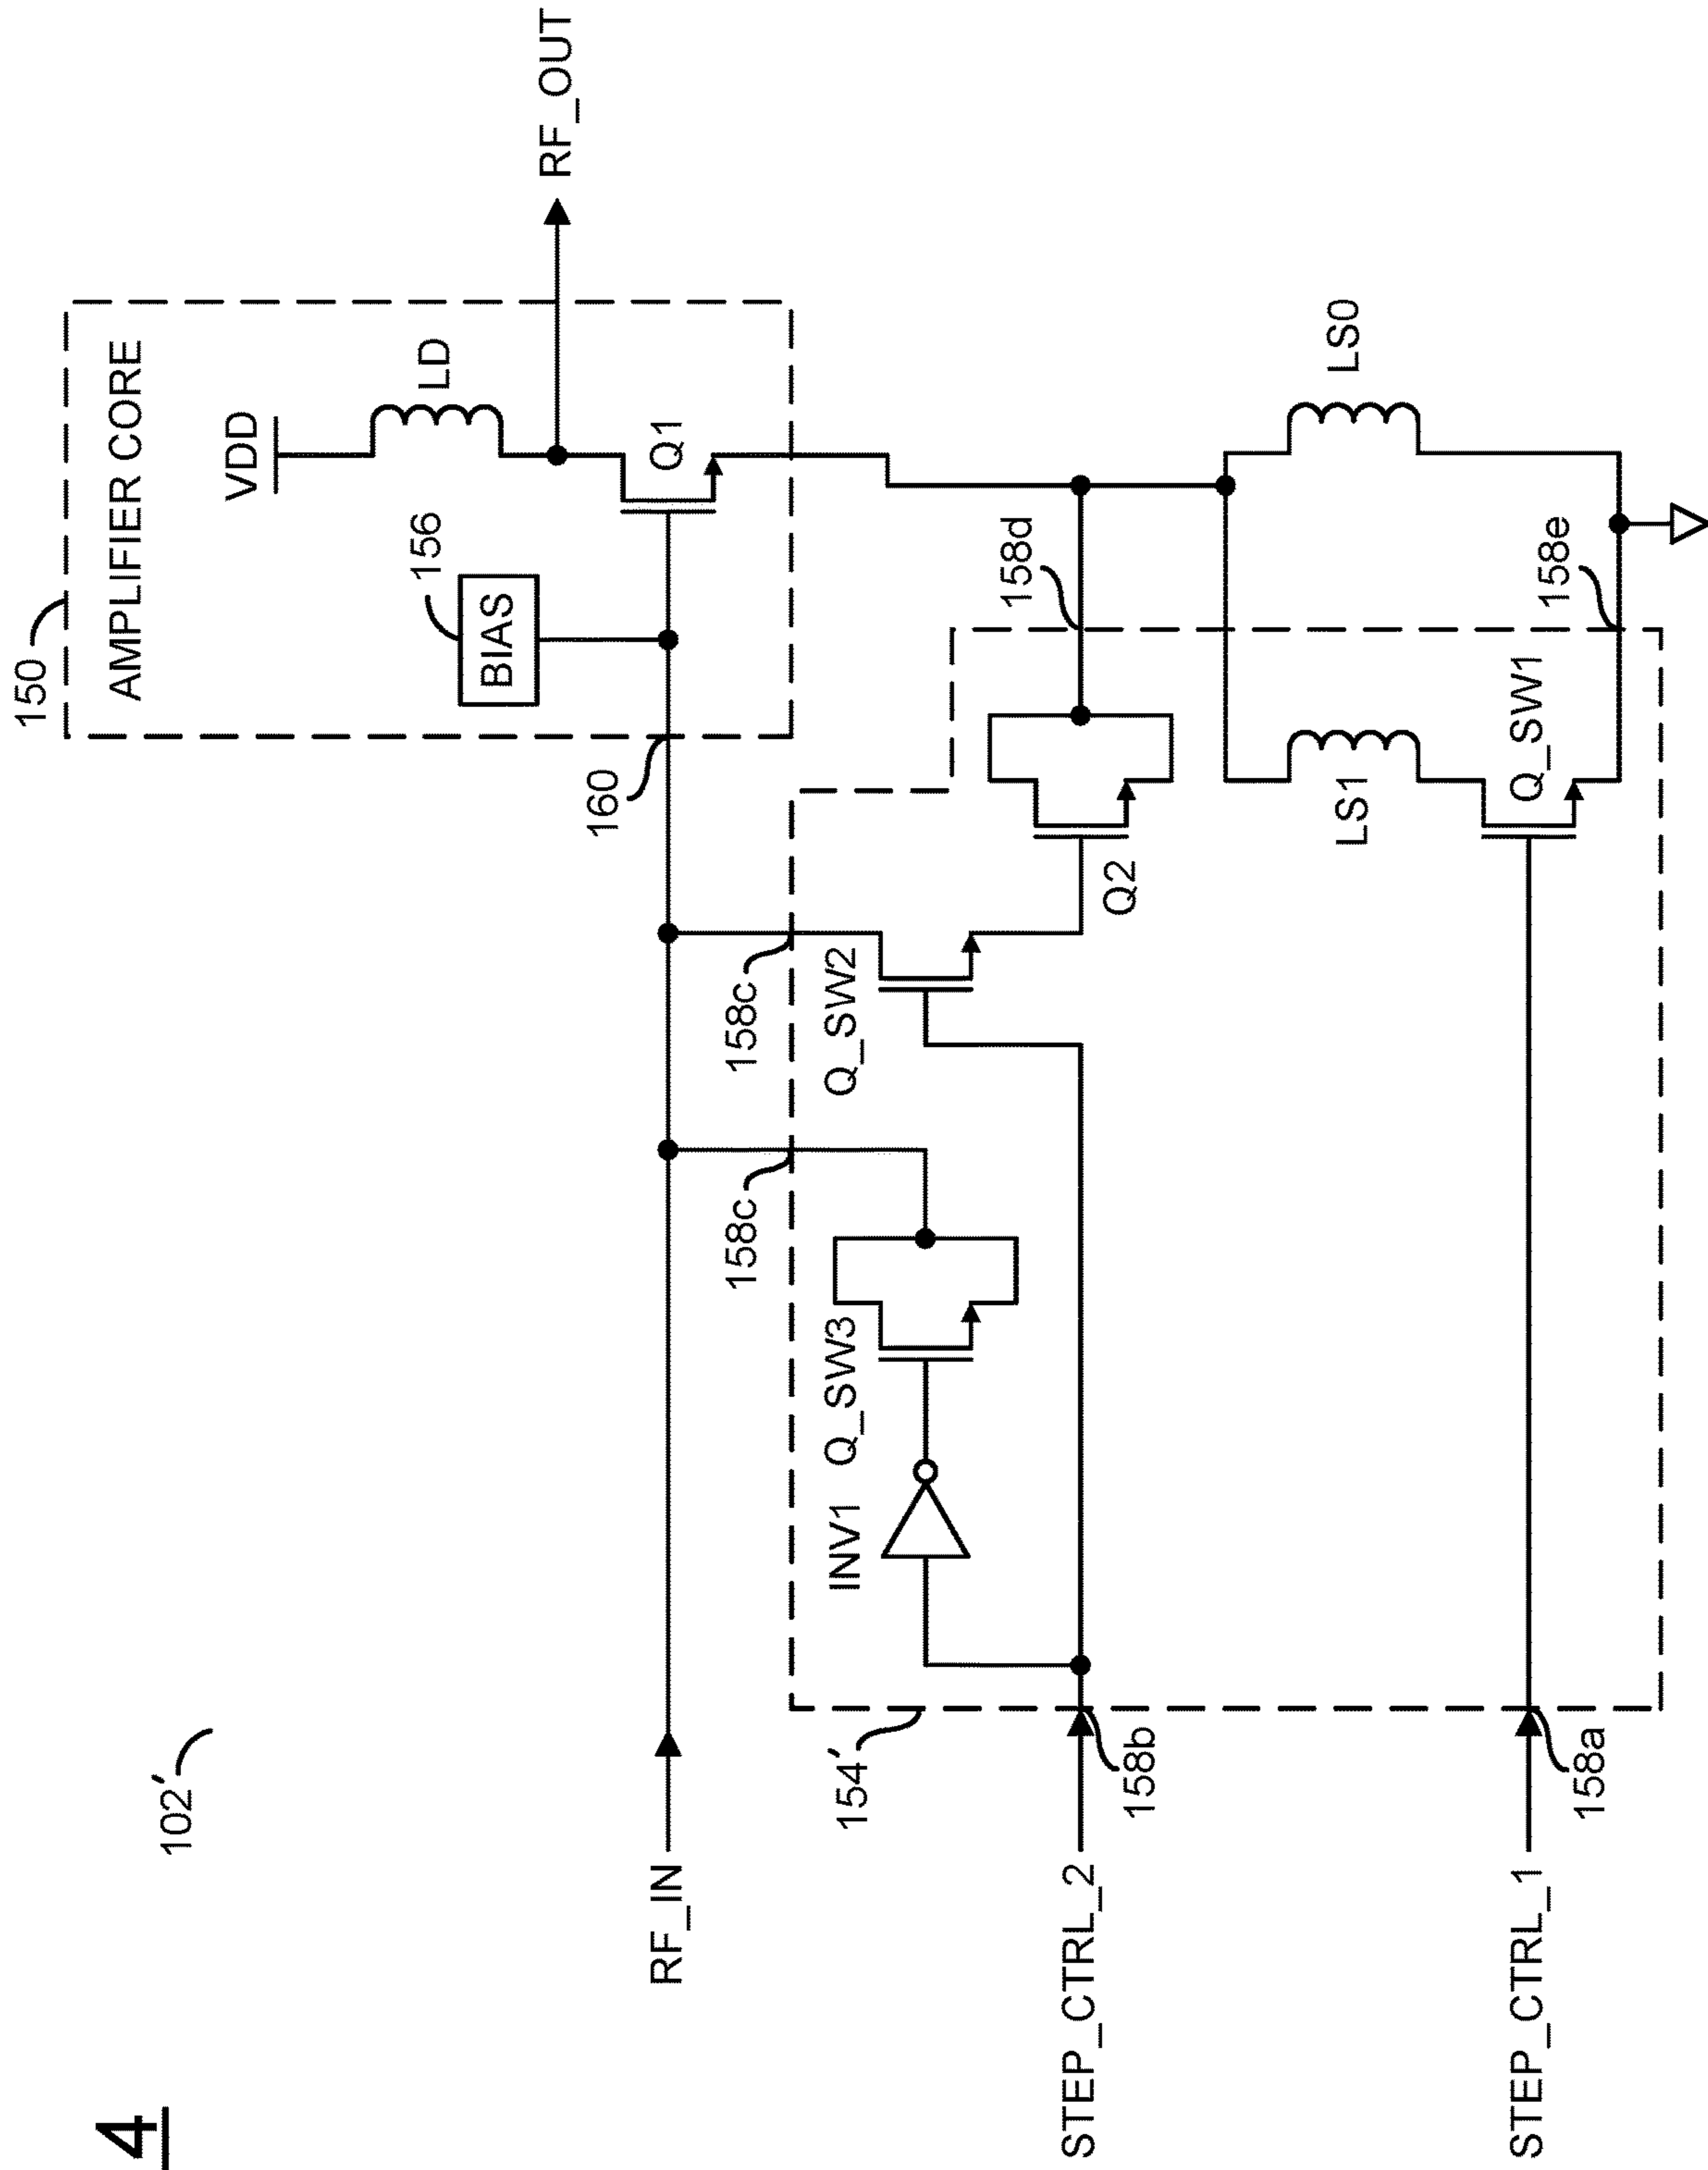 4
102′
150
AMPLIFIER CORE
VDD
LD
156
BIAS
Q1
RF_OUT
RF_IN
160
158c
158c
154′
INV1
Q_SW3
Q_SW2
Q2
158d
STEP_CTRL_2
158b
LS1
LS0
Q_SW1
158e
STEP_CTRL_1
158a